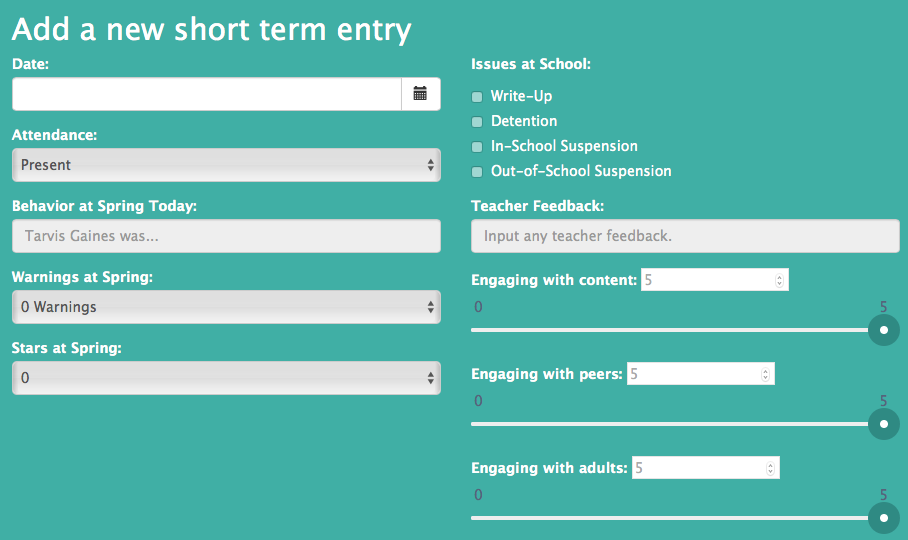 Add a new short term entry
Date:
Attendance:
Present
Behavior at Spring Today:
Tarvis Gaines was...
Warnings at Spring:
0 Warnings
Stars at Spring:
0
Issues at School:
Write-Up
Detention
In-School Suspension
Out-of-School Suspension
Teacher Feedback:
Input any teacher feedback.
Engaging with content: 5
0 5
Engaging with peers: 5
0 5
Engaging with adults: 5
0 5